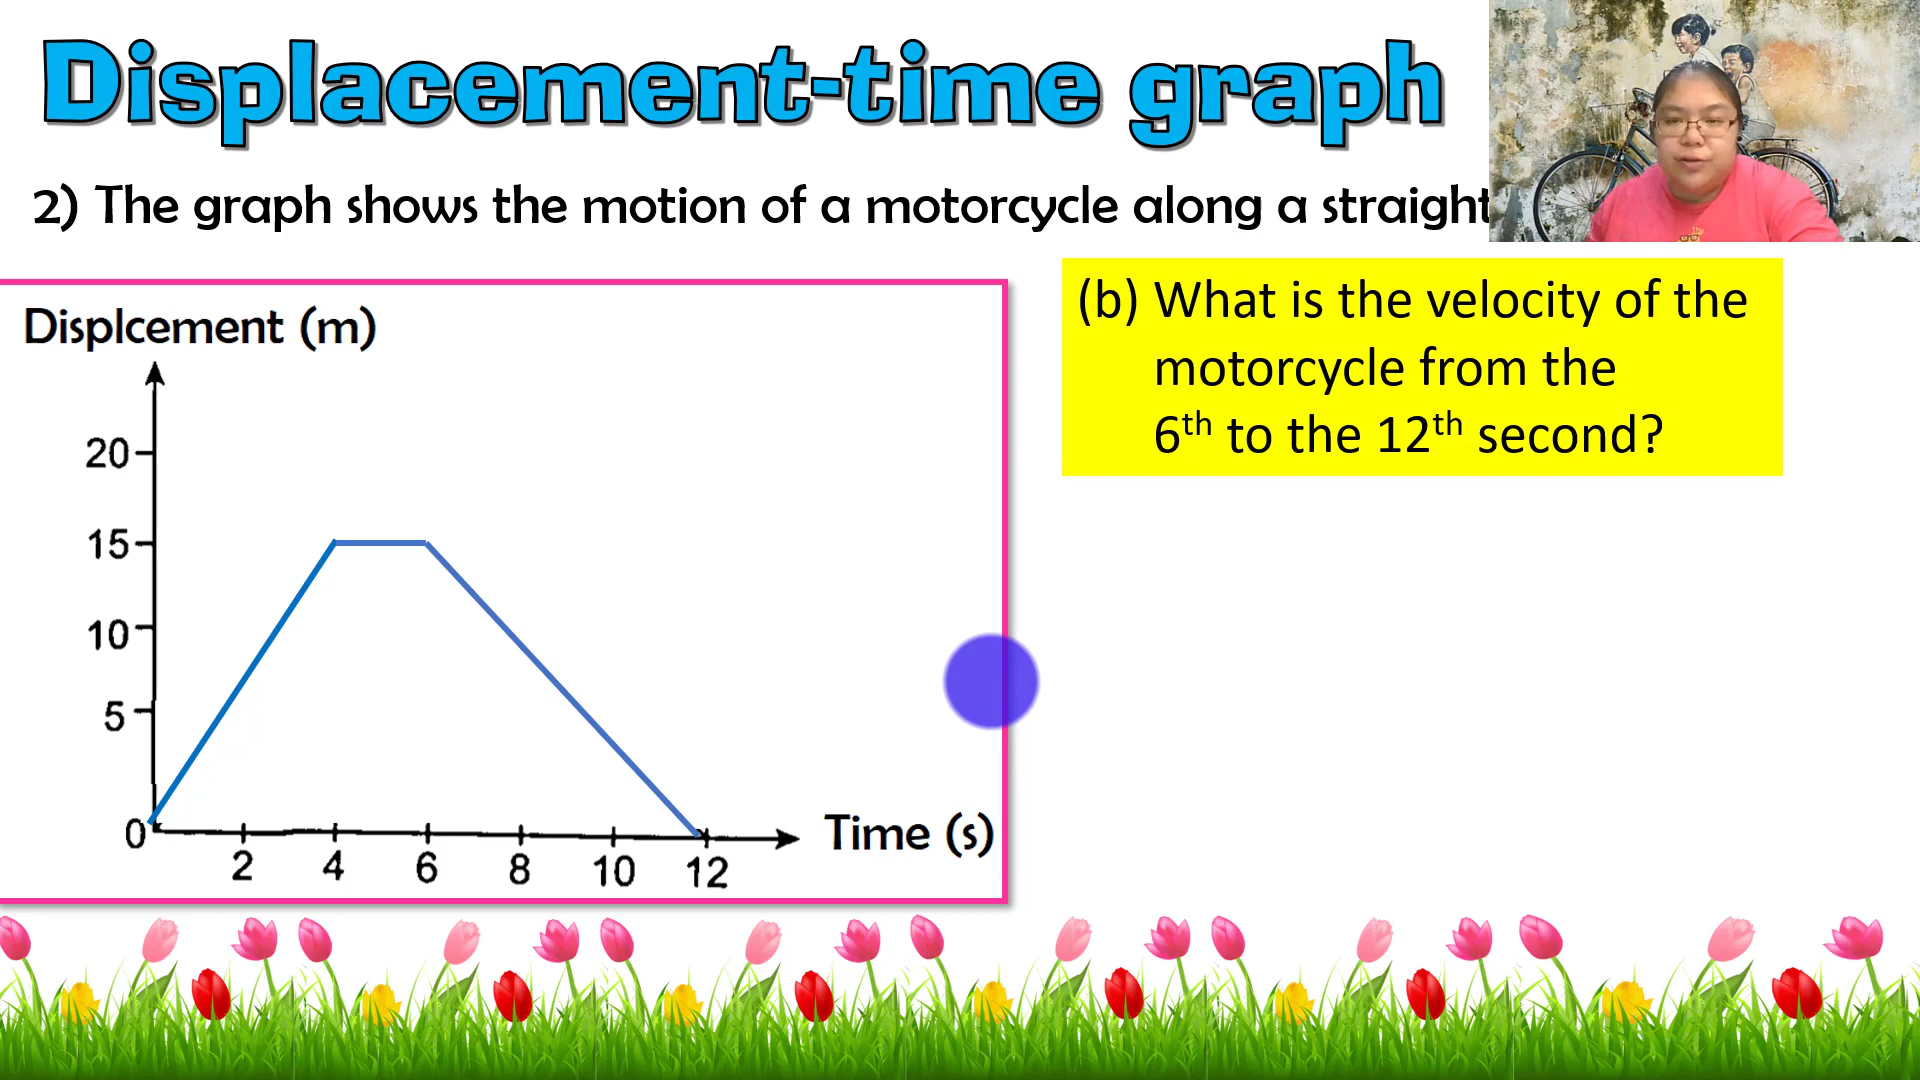 Displacement-time graph
2) The graph shows the motion of a motorcycle along a straight
Displcement (m)
20
15
10
5
0
2 4 6 8 10 12
Time (s)
(b) What is the velocity of the
motorcycle from the
6th to the 12th second?